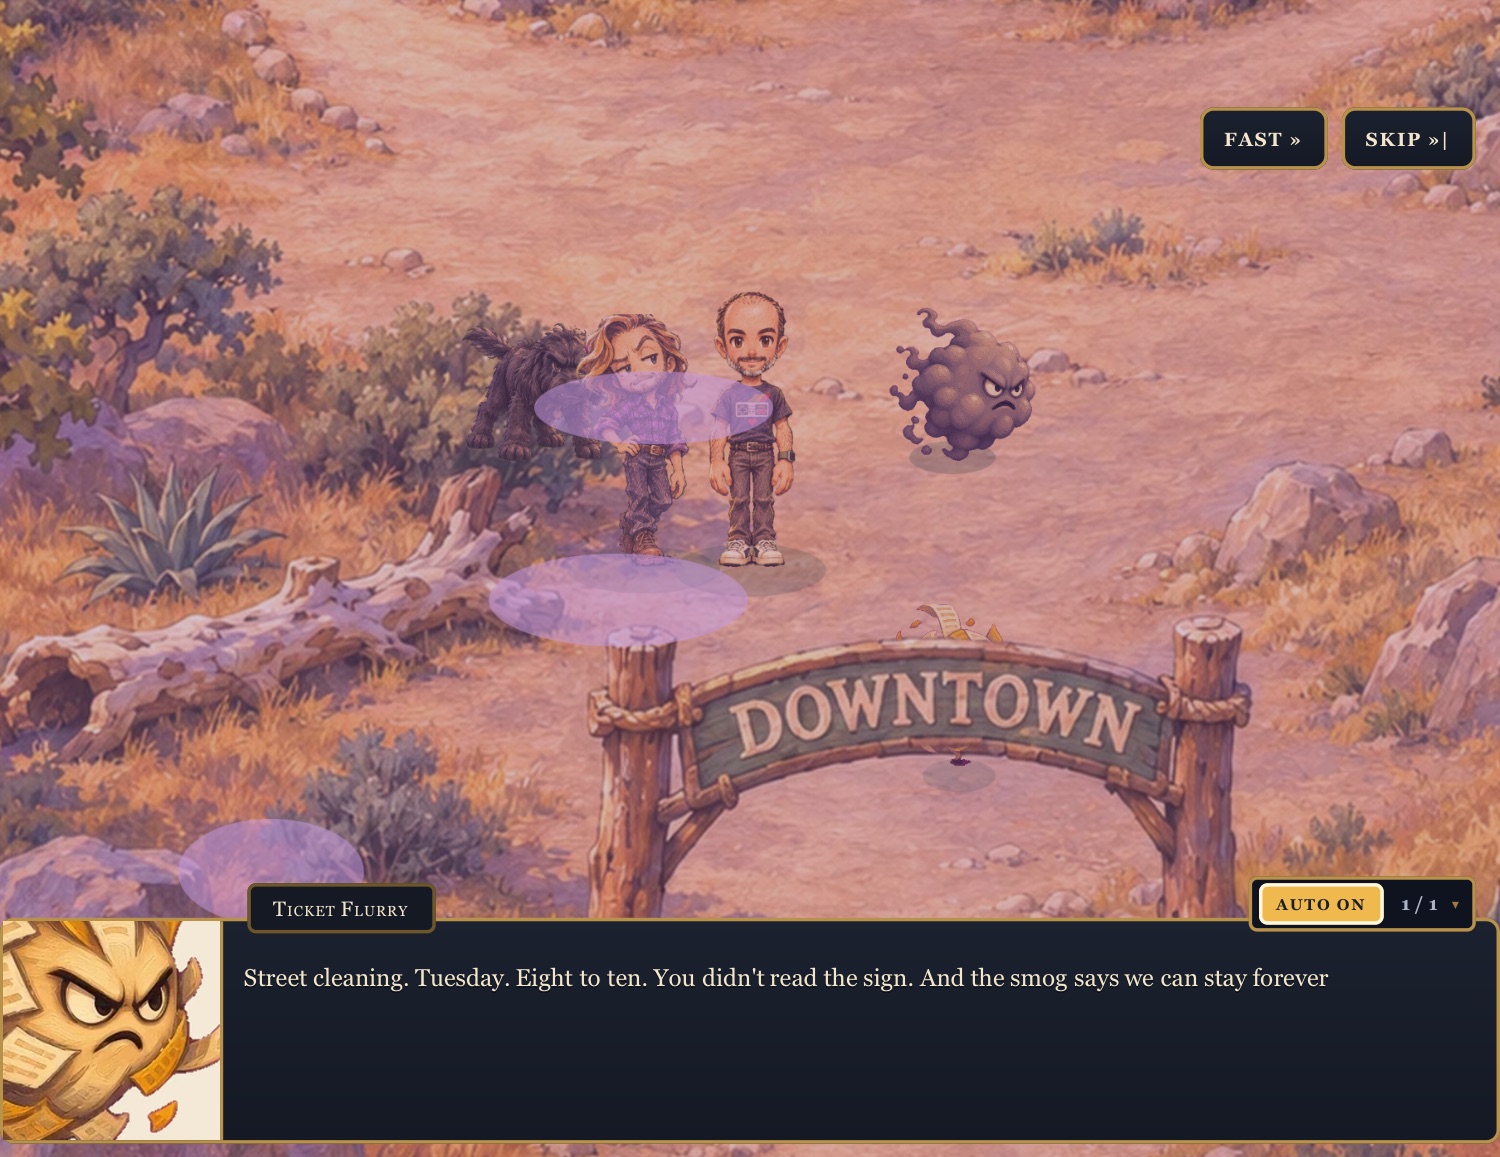 FAST »
SKIP »|
DOWNTOWN
Ticket Flurry
AUTO ON
1 / 1 ▾
Street cleaning. Tuesday. Eight to ten. You didn't read the sign. And the smog says we can stay forever